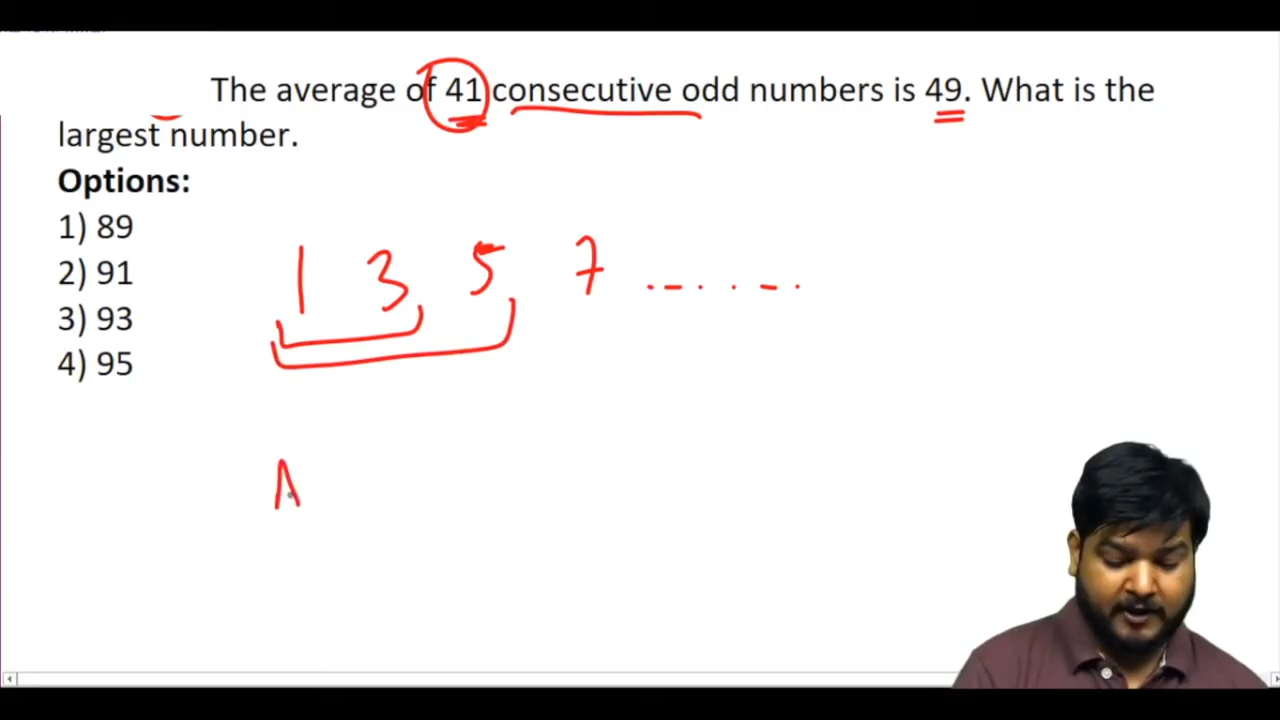 The average of 41 consecutive odd numbers is 49. What is the
largest number.
Options:
1) 89
2) 91
3) 93
4) 95
1 3 5 7 ........
A